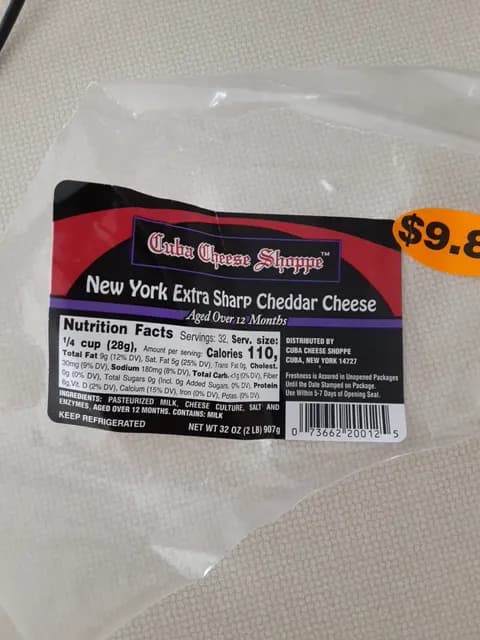 Cuba Cheese Shoppe™
$9.8
New York Extra Sharp Cheddar Cheese
Aged Over 12 Months
Nutrition Facts Servings: 32, Serv. size:
1/4 cup (28g), Amount per serving: Calories 110,
Total Fat 9g (12% DV), Sat. Fat 5g (25% DV), Trans Fat 0g, Cholest.
30mg (9% DV), Sodium 180mg (8% DV), Total Carb. <1g (0% DV), Fiber
0g (0% DV), Total Sugars 0g (Incl. 0g Added Sugars, 0% DV), Protein
6g, Vit. D (2% DV), Calcium (15% DV), Iron (0% DV), Potas (0% DV).
INGREDIENTS: PASTEURIZED MILK, CHEESE CULTURE, SALT AND
ENZYMES, AGED OVER 12 MONTHS. CONTAINS: MILK
KEEP REFRIGERATED
NET WT 32 OZ (2 LB) 907g
DISTRIBUTED BY
CUBA CHEESE SHOPPE
CUBA, NEW YORK 14727
Freshness is Assured in Unopened Packages
Until the Date Stamped on Package.
Use Within 5-7 Days of Opening Seal.
0 73662 20012 5